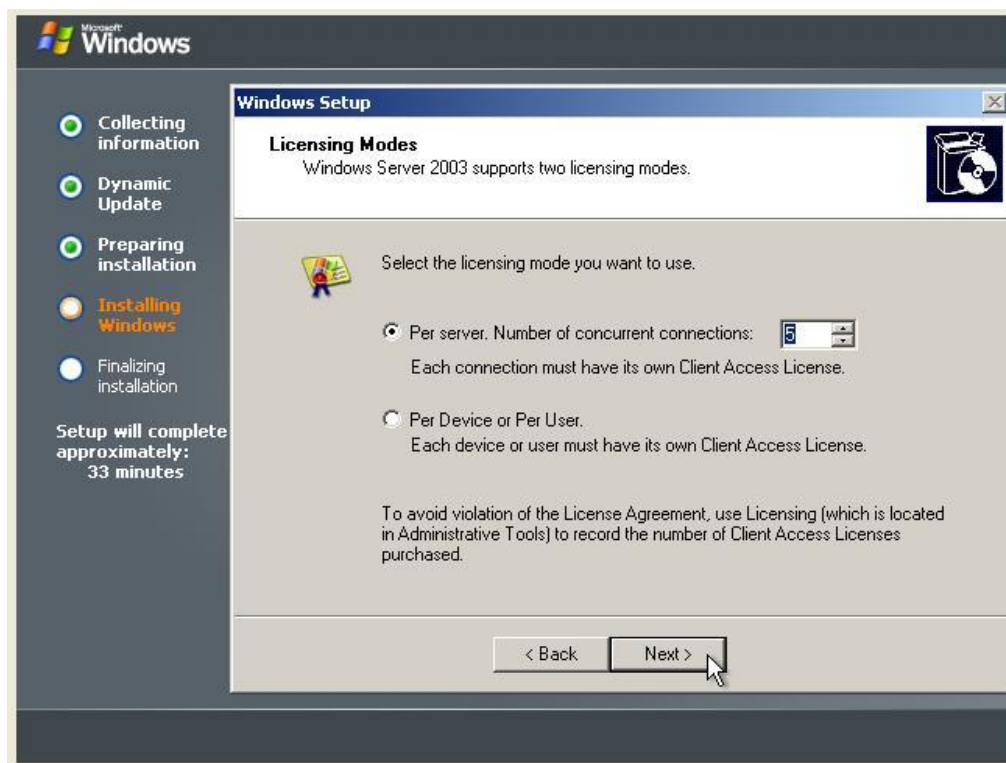 Microsoft
Windows
Collecting
information
Dynamic
Update
Preparing
installation
Installing
Windows
Finalizing
installation
Setup will complete
approximately:
33 minutes
Windows Setup
Licensing Modes
Windows Server 2003 supports two licensing modes.
Select the licensing mode you want to use.
Per server. Number of concurrent connections: 5
Each connection must have its own Client Access License.
Per Device or Per User.
Each device or user must have its own Client Access License.
To avoid violation of the License Agreement, use Licensing (which is located
in Administrative Tools) to record the number of Client Access Licenses
purchased.
< Back Next >